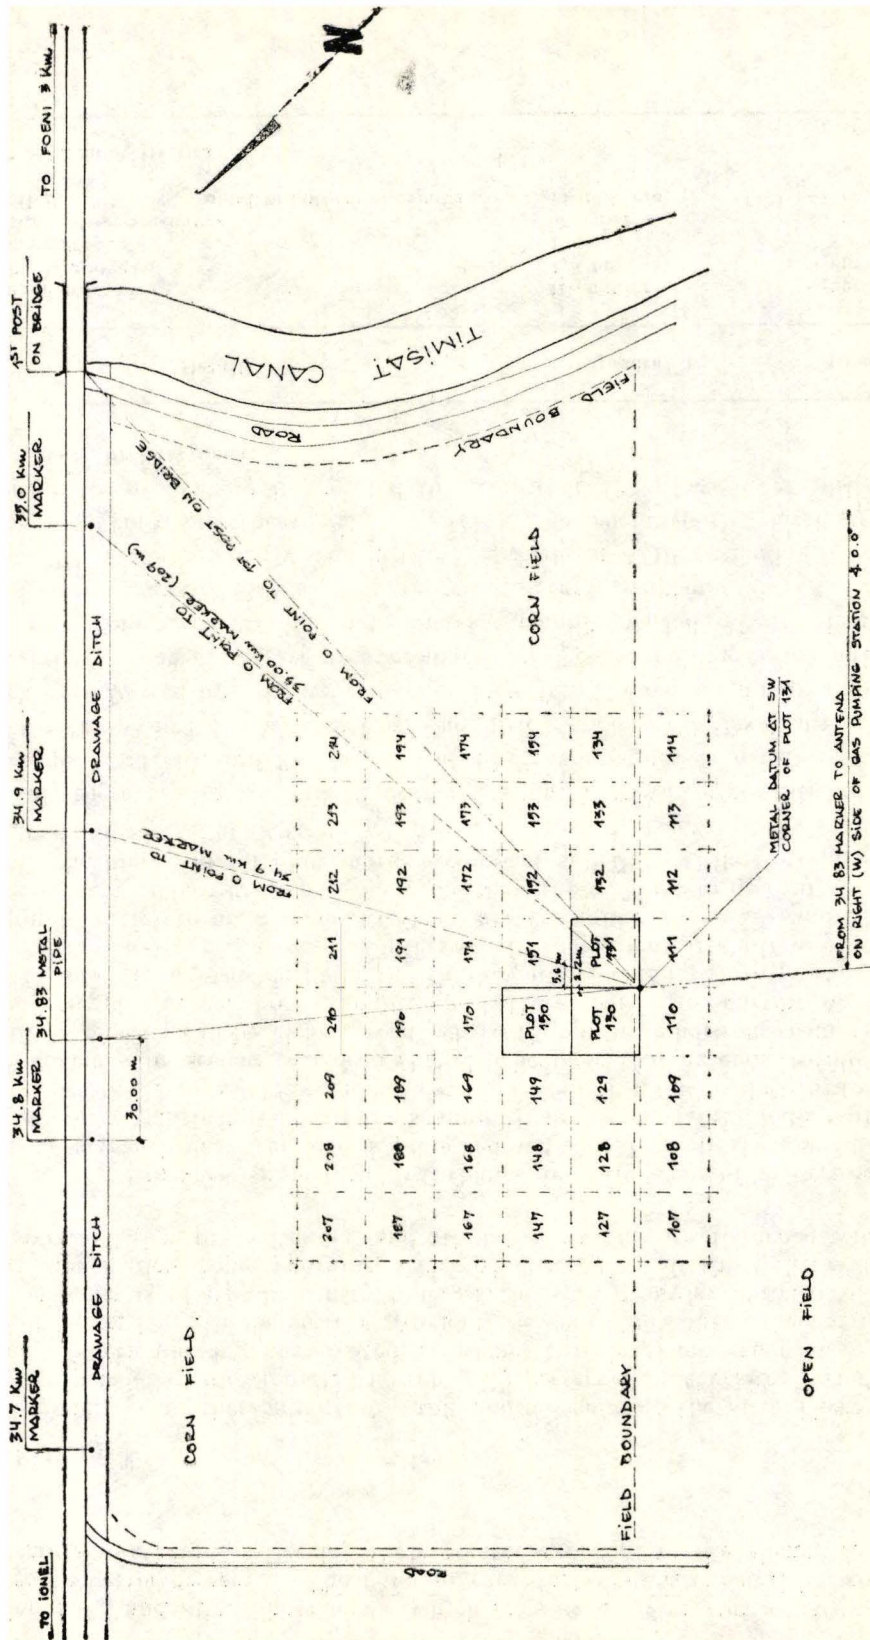 TO FOENI 3 Km
N
1ST POST
ON BRIDGE
TIMISAT
CANAL
ROAD
FIELD BOUNDARY
35.0 Km
MARKER
FROM 0 POINT TO 1ST POST ON BRIDGE
FROM 0 POINT TO
35.00 Km MARKER (209 m)
CORN FIELD
DRAWAGE DITCH
34.9 Km
MARKER
FROM 0 POINT TO
34.9 KM MARKER
34.83 METAL
PIPE
34.8 Km
MARKER
30.00 m.
214 194 174 154 134 114
213 193 173 153 133 113
212 192 172 152 132 112
211 191 171 151 PLOT 131 111
5.6 m
2.2m
210 190 170 PLOT 150 PLOT 130 110
209 189 169 149 129 109
208 188 168 148 128 108
207 187 167 147 127 107
METAL DATUM AT SW
CORNER OF PLOT 131
FROM 34 83 MARKER TO ANTENA
ON RIGHT (W) SIDE OF GAS PUMPING STATION ∢ 0.0°
DRAWAGE DITCH
34.7 Km
MARKER
CORN FIELD.
FIELD BOUNDARY
OPEN FIELD
ROAD
TO IONEL